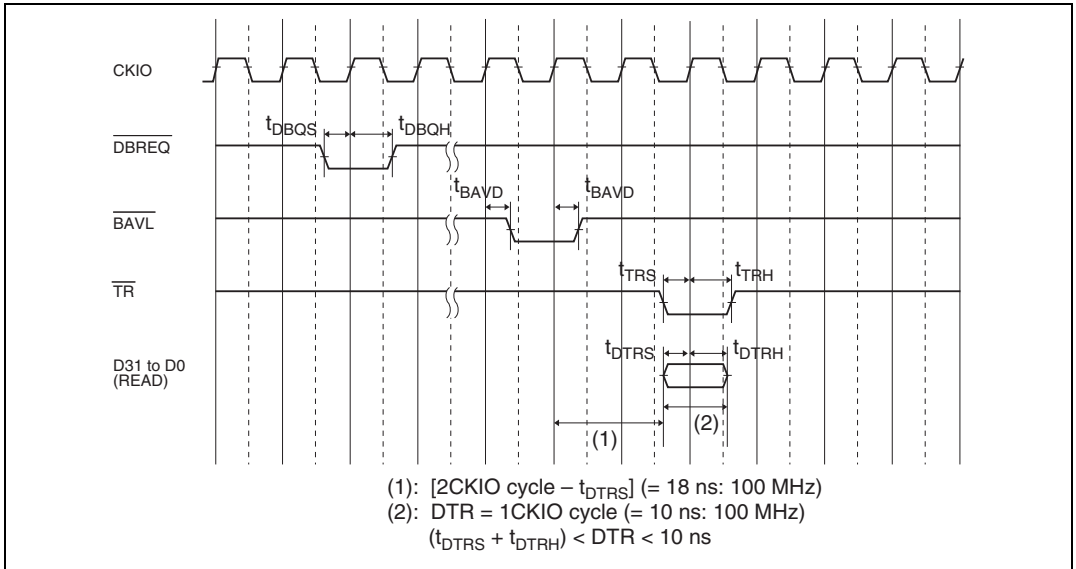 CKIO
tDBQS tDBQH
DBREQ
tBAVD tBAVD
BAVL
tTRS tTRH
TR
tDTRS tDTRH
D31 to D0
(READ)
(1) (2)
(1): [2CKIO cycle – tDTRS] (= 18 ns: 100 MHz)
(2): DTR = 1CKIO cycle (= 10 ns: 100 MHz)
(tDTRS + tDTRH) < DTR < 10 ns